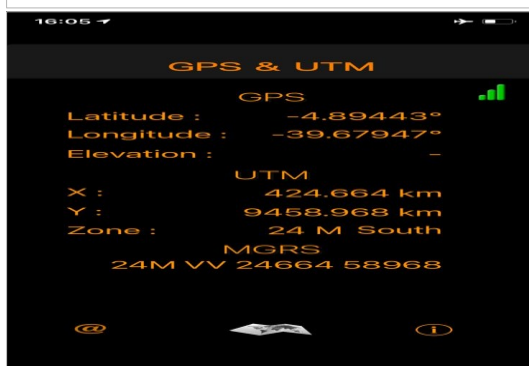 16:05
GPS & UTM
GPS
Latitude : -4.89443°
Longitude : -39.67947°
Elevation : -
UTM
X : 424.664 km
Y : 9458.968 km
Zone : 24 M South
MGRS
24M VV 24664 58968
@
i